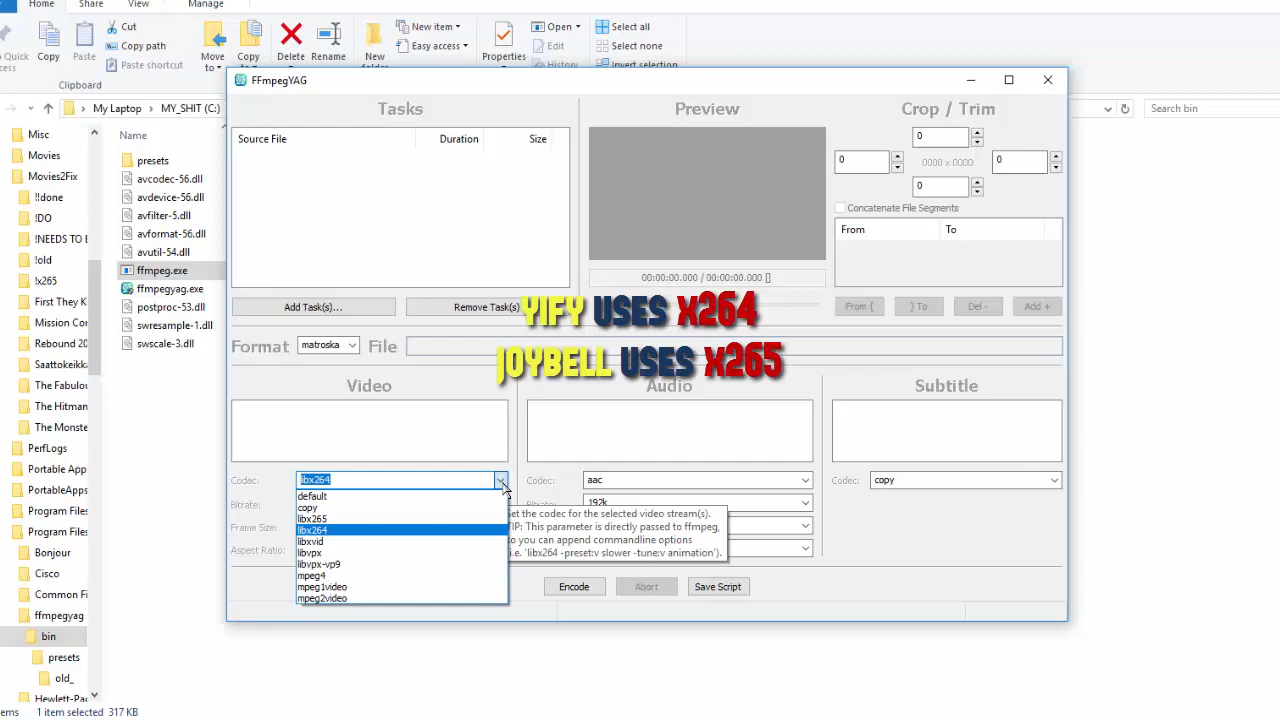 Home Share View Manage
Cut
Copy path
Paste shortcut
Copy
Paste
Move to
Copy to
Delete
Rename
New
New item
Easy access
Properties
Open
Edit
History
Select all
Select none
Invert selection
Clipboard
My Laptop MY_SHIT (C:)
Search bin
Misc
Movies
Movies2Fix
!!done
!DO
!old
!x265
First They K
Mission Cor
Rebound 20
Saattokeikk
The Fabulou
The Hitman
The Monste
PerfLogs
Portable App
PortableApps
Program Files
Program Files
Bonjour
Cisco
Common Fi
ffmpegyag
bin
presets
old_
Hewlett-Pac
Name
presets
avcodec-56.dll
avdevice-56.dll
avfilter-5.dll
avformat-56.dll
avutil-54.dll
ffmpeg.exe
ffmpegyag.exe
postproc-53.dll
swresample-1.dll
swscale-3.dll
FFmpegYAG
Tasks
Preview
Crop / Trim
Source File Duration Size
0
0 0000 x 0000 0
0
Concatenate File Segments
From To
00:00:00.000 / 00:00:00.000 []
Add Task(s)... Remove Task(s)
From { } To Del - Add +
YIFY USES X264
JOYBELL USES X265
Format matroska File
Video Audio Subtitle
Codec: libx264
Codec: aac
Codec: copy
Bitrate:
192k
Frame Size:
Aspect Ratio:
default
copy
libx265
libx264
libxvid
libvpx
libvpx-vp9
mpeg4
mpeg1video
mpeg2video
Set the codec for the selected video stream(s).
TIP: This parameter is directly passed to ffmpeg,
so you can append commandline options
(i.e. 'libx264 -preset:v slower -tune:v animation').
Encode Abort Save Script
ems 1 item selected 317 KB